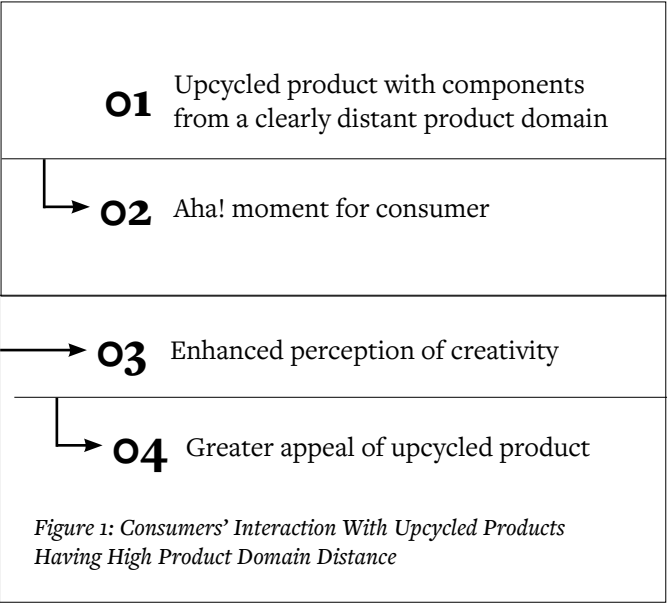 01 Upcycled product with components
from a clearly distant product domain
02 Aha! moment for consumer
03 Enhanced perception of creativity
04 Greater appeal of upcycled product
Figure 1: Consumers’ Interaction With Upcycled Products
Having High Product Domain Distance